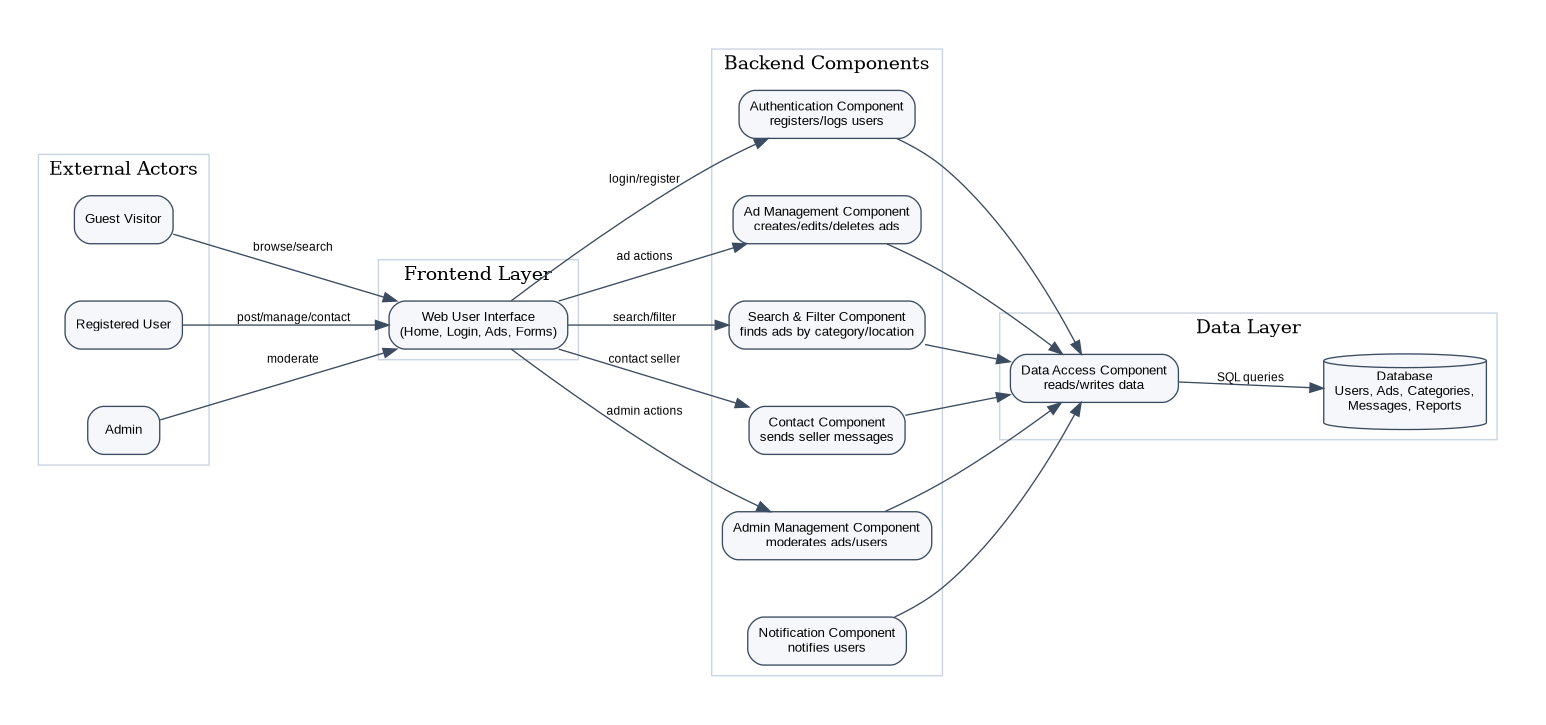 External Actors
Guest Visitor
Registered User
Admin
browse/search
post/manage/contact
moderate
Frontend Layer
Web User Interface
(Home, Login, Ads, Forms)
login/register
ad actions
search/filter
contact seller
admin actions
Backend Components
Authentication Component
registers/logs users
Ad Management Component
creates/edits/deletes ads
Search & Filter Component
finds ads by category/location
Contact Component
sends seller messages
Admin Management Component
moderates ads/users
Notification Component
notifies users
Data Layer
Data Access Component
reads/writes data
SQL queries
Database
Users, Ads, Categories,
Messages, Reports